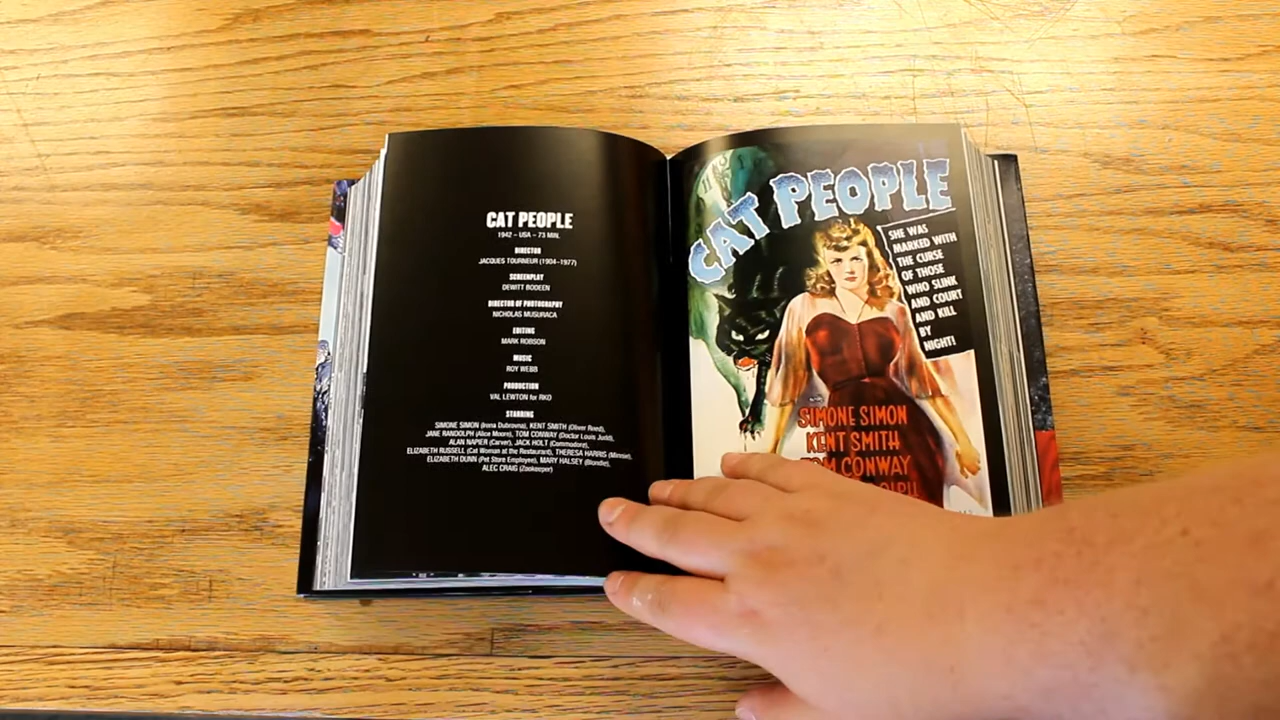 CAT PEOPLE
1942 – USA – 73 MIN.
DIRECTOR
JACQUES TOURNEUR (1904–1977)
SCREENPLAY
DEWITT BODEEN
DIRECTOR OF PHOTOGRAPHY
NICHOLAS MUSURACA
EDITING
MARK ROBSON
MUSIC
ROY WEBB
PRODUCTION
VAL LEWTON for RKO
STARRING
SIMONE SIMON (Irena Dubrovna), KENT SMITH (Oliver Reed),
JANE RANDOLPH (Alice Moore), TOM CONWAY (Doctor Louis Judd),
ALAN NAPIER (Carver), JACK HOLT (Commodore),
ELIZABETH RUSSELL (Cat Woman at the Restaurant), THERESA HARRIS (Minnie),
ELIZABETH DUNN (Pet Store Employee), MARY HALSEY (Blondie),
ALEC CRAIG (Zookeeper)
CAT PEOPLE
SHE WAS
MARKED WITH
THE CURSE
OF THOSE
WHO SLINK
AND COURT
AND KILL
BY
NIGHT!
SIMONE SIMON
KENT SMITH
TOM CONWAY